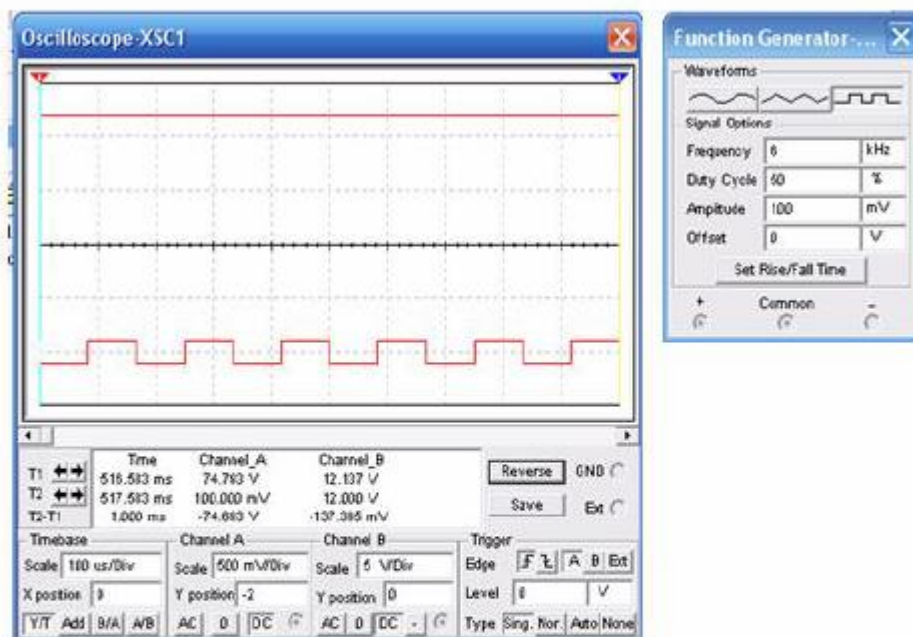 Oscilloscope-XSC1
Time Channel_A Channel_B
T1 516.583 ms 74.763 V 12.137 V
T2 517.583 ms 100.000 mV 12.000 V
T2-T1 1.000 ms -74.663 V -137.385 mV
Reverse
Save
GND
Ext
Timebase
Scale 100 us/Div
X position 0
Y/T Add B/A A/B
Channel A
Scale 500 mV/Div
Y position -2
AC 0 DC
Channel B
Scale 5 V/Div
Y position 0
AC 0 DC -
Trigger
Edge A B Ext
Level 0 V
Type Sing. Nor. Auto None
Function Generator-...
Waveforms
Signal Options
Frequency 6 kHz
Duty Cycle 50 %
Amplitude 100 mV
Offset 0 V
Set Rise/Fall Time
+ Common -